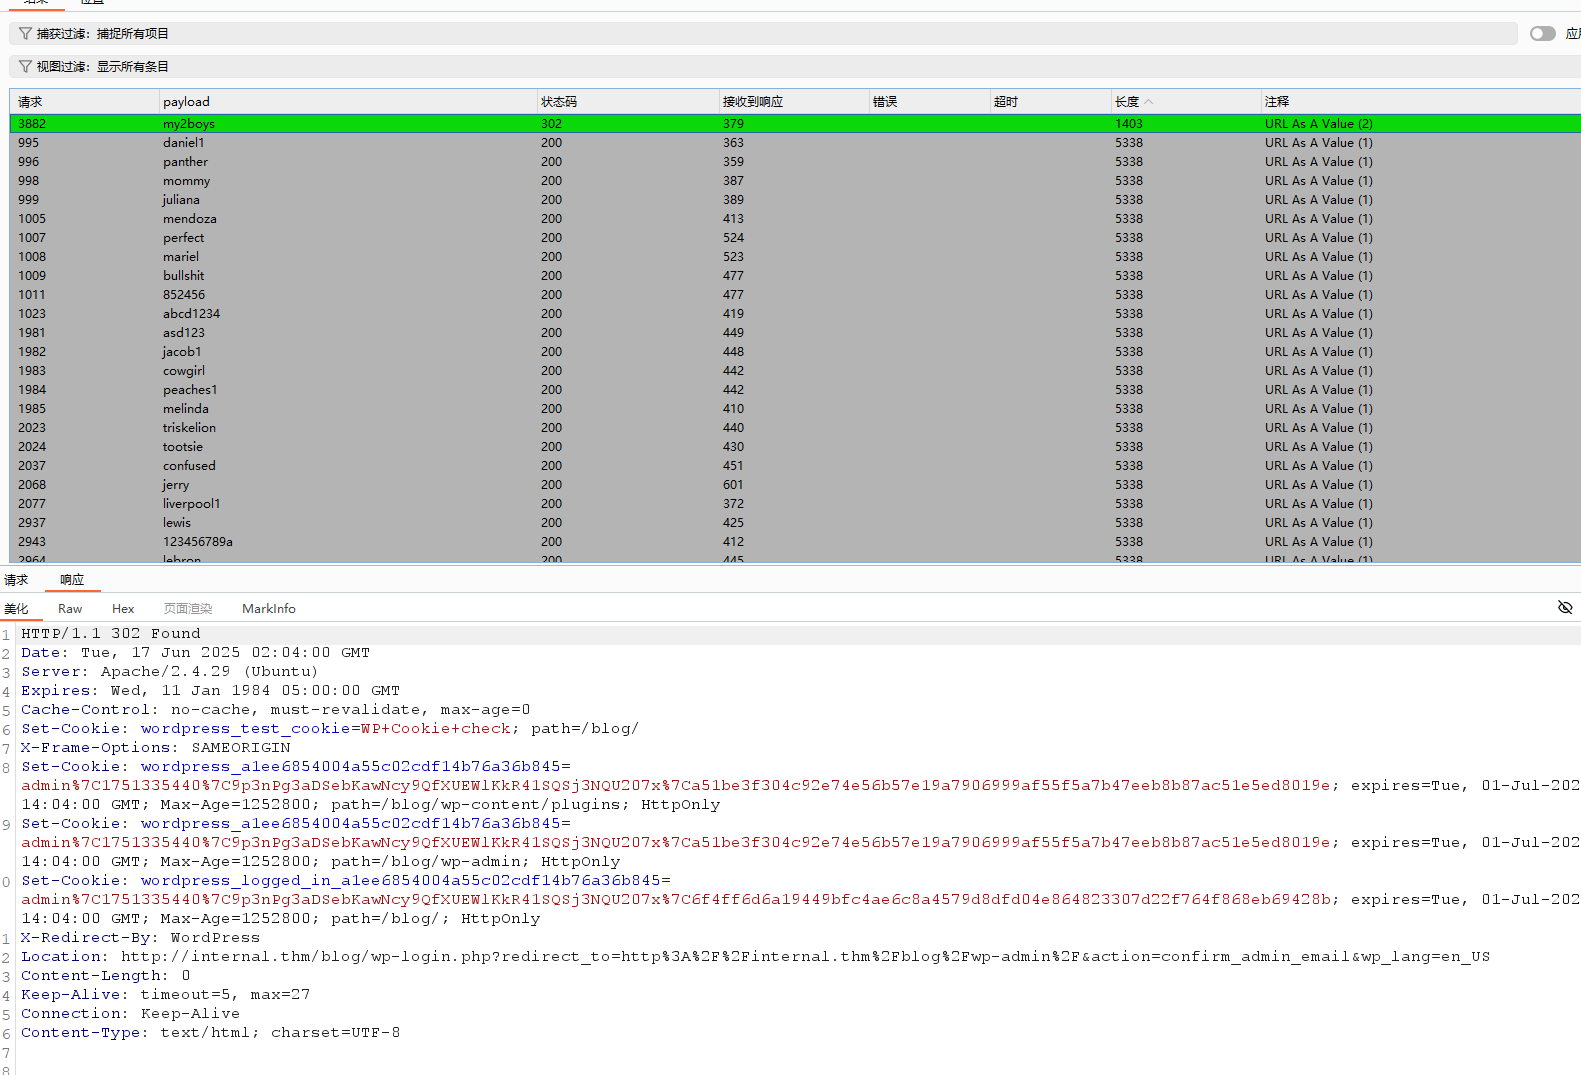 结果 位置
捕获过滤：捕捉所有项目
视图过滤：显示所有条目
请求 payload 状态码 接收到响应 错误 超时 长度 注释
3882 my2boys 302 379 1403 URL As A Value (2)
995 daniel1 200 363 5338 URL As A Value (1)
996 panther 200 359 5338 URL As A Value (1)
998 mommy 200 387 5338 URL As A Value (1)
999 juliana 200 389 5338 URL As A Value (1)
1005 mendoza 200 413 5338 URL As A Value (1)
1007 perfect 200 524 5338 URL As A Value (1)
1008 mariel 200 523 5338 URL As A Value (1)
1009 bullshit 200 477 5338 URL As A Value (1)
1011 852456 200 477 5338 URL As A Value (1)
1023 abcd1234 200 419 5338 URL As A Value (1)
1981 asd123 200 449 5338 URL As A Value (1)
1982 jacob1 200 448 5338 URL As A Value (1)
1983 cowgirl 200 442 5338 URL As A Value (1)
1984 peaches1 200 442 5338 URL As A Value (1)
1985 melinda 200 410 5338 URL As A Value (1)
2023 triskelion 200 440 5338 URL As A Value (1)
2024 tootsie 200 430 5338 URL As A Value (1)
2037 confused 200 451 5338 URL As A Value (1)
2068 jerry 200 601 5338 URL As A Value (1)
2077 liverpool1 200 372 5338 URL As A Value (1)
2937 lewis 200 425 5338 URL As A Value (1)
2943 123456789a 200 412 5338 URL As A Value (1)
2964 lebron 200 445 5338 URL As A Value (1)
请求 响应
美化 Raw Hex 页面渲染 MarkInfo
1 HTTP/1.1 302 Found
2 Date: Tue, 17 Jun 2025 02:04:00 GMT
3 Server: Apache/2.4.29 (Ubuntu)
4 Expires: Wed, 11 Jan 1984 05:00:00 GMT
5 Cache-Control: no-cache, must-revalidate, max-age=0
6 Set-Cookie: wordpress_test_cookie=WP+Cookie+check; path=/blog/
7 X-Frame-Options: SAMEORIGIN
8 Set-Cookie: wordpress_a1ee6854004a55c02cdf14b76a36b845=
admin%7C1751335440%7C9p3nPg3aDSebKawNcy9QfXUEWlKkR41SQSj3NQU207x%7Ca51be3f304c92e74e56b57e19a7906999af55f5a7b47eeb8b87ac51e5ed8019e; expires=Tue, 01-Jul-202
14:04:00 GMT; Max-Age=1252800; path=/blog/wp-content/plugins; HttpOnly
9 Set-Cookie: wordpress_a1ee6854004a55c02cdf14b76a36b845=
admin%7C1751335440%7C9p3nPg3aDSebKawNcy9QfXUEWlKkR41SQSj3NQU207x%7Ca51be3f304c92e74e56b57e19a7906999af55f5a7b47eeb8b87ac51e5ed8019e; expires=Tue, 01-Jul-202
14:04:00 GMT; Max-Age=1252800; path=/blog/wp-admin; HttpOnly
0 Set-Cookie: wordpress_logged_in_a1ee6854004a55c02cdf14b76a36b845=
admin%7C1751335440%7C9p3nPg3aDSebKawNcy9QfXUEWlKkR41SQSj3NQU207x%7C6f4ff6d6a19449bfc4ae6c8a4579d8dfd04e864823307d22f764f868eb69428b; expires=Tue, 01-Jul-202
14:04:00 GMT; Max-Age=1252800; path=/blog/; HttpOnly
1 X-Redirect-By: WordPress
2 Location: http://internal.thm/blog/wp-login.php?redirect_to=http%3A%2F%2Finternal.thm%2Fblog%2Fwp-admin%2F&action=confirm_admin_email&wp_lang=en_US
3 Content-Length: 0
4 Keep-Alive: timeout=5, max=27
5 Connection: Keep-Alive
6 Content-Type: text/html; charset=UTF-8
7
8